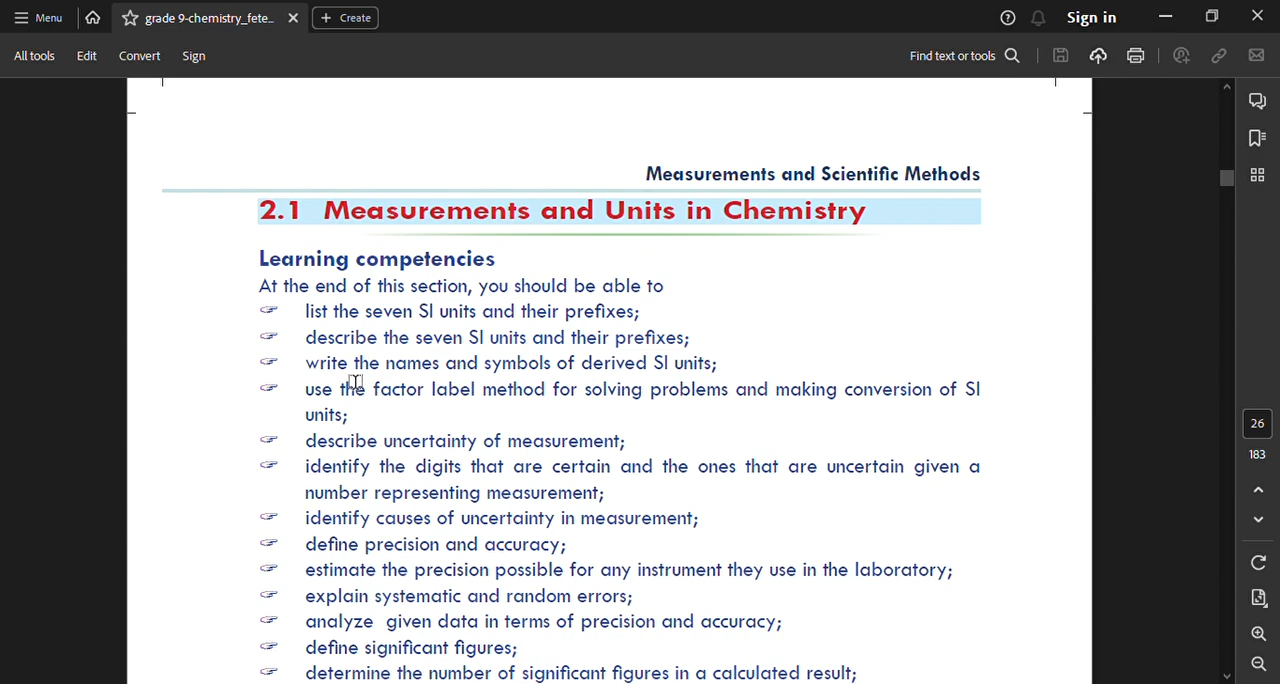 Menu
grade 9-chemistry_fete...
Create
Sign in
All tools Edit Convert Sign
Find text or tools
Measurements and Scientific Methods
2.1 Measurements and Units in Chemistry
Learning competencies
At the end of this section, you should be able to
list the seven SI units and their prefixes;
describe the seven SI units and their prefixes;
write the names and symbols of derived SI units;
use the factor label method for solving problems and making conversion of SI
units;
describe uncertainty of measurement;
identify the digits that are certain and the ones that are uncertain given a
number representing measurement;
identify causes of uncertainty in measurement;
define precision and accuracy;
estimate the precision possible for any instrument they use in the laboratory;
explain systematic and random errors;
analyze given data in terms of precision and accuracy;
define significant figures;
determine the number of significant figures in a calculated result;
26
183